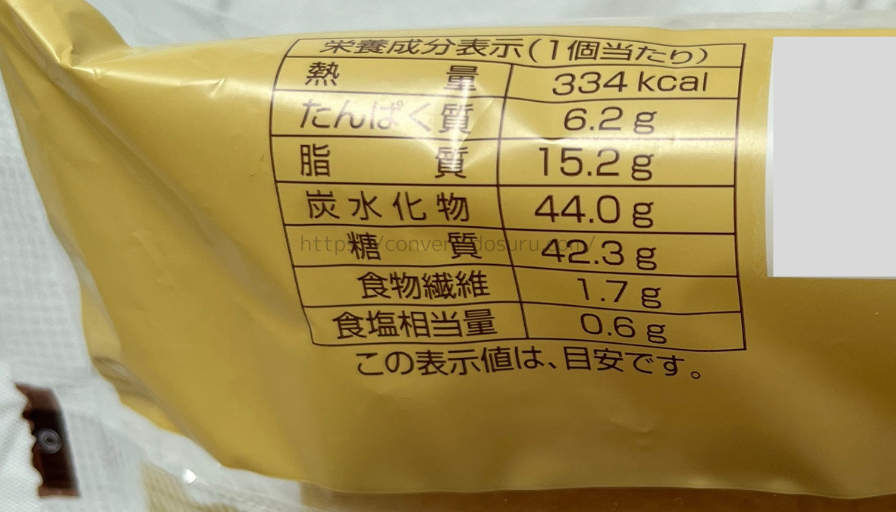 栄養成分表示(1個当たり)
熱量 334 kcal
たんぱく質 6.2 g
脂質 15.2 g
炭水化物 44.0 g
糖質 42.3 g
食物繊維 1.7 g
食塩相当量 0.6 g
この表示値は、目安です。